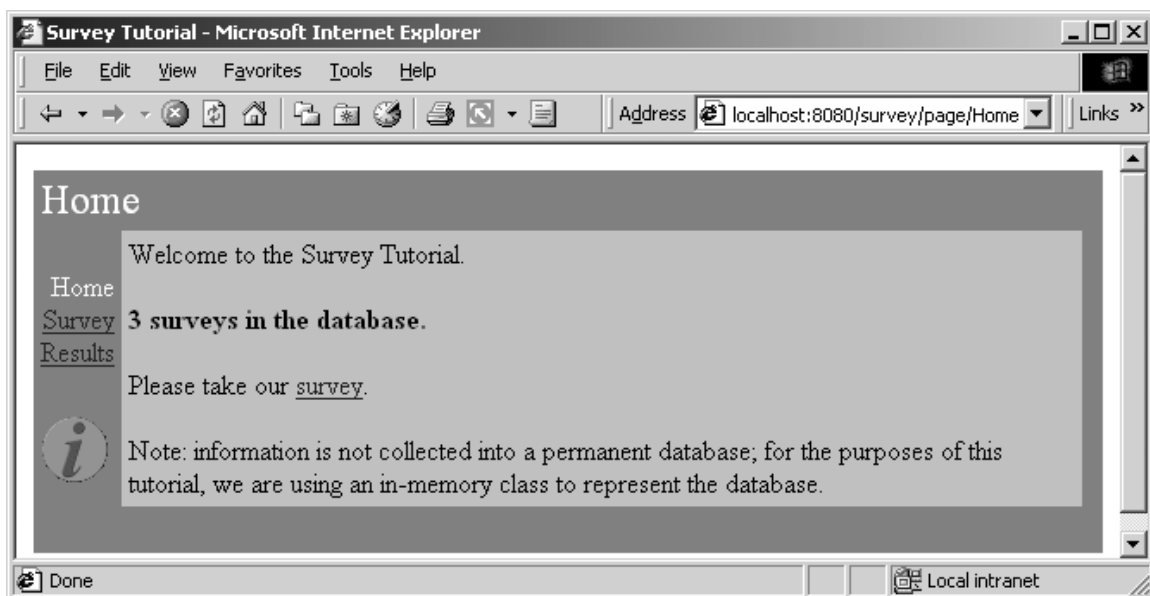 Survey Tutorial - Microsoft Internet Explorer
File Edit View Favorites Tools Help
Address localhost:8080/survey/page/Home Links »
Home
Welcome to the Survey Tutorial.
Home
Survey
Results
3 surveys in the database.
Please take our survey.
Note: information is not collected into a permanent database; for the purposes of this
tutorial, we are using an in-memory class to represent the database.
Done Local intranet